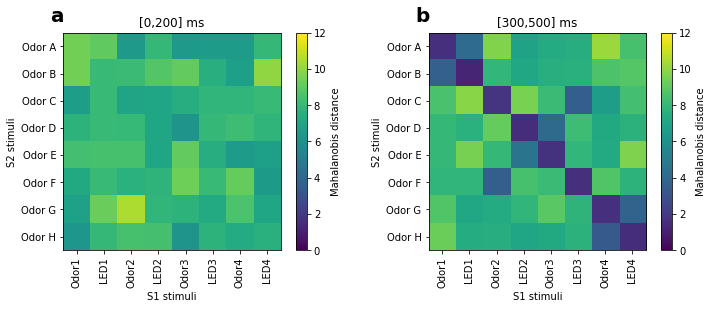 a
[0,200] ms
Odor A
Odor B
Odor C
Odor D
Odor E
Odor F
Odor G
Odor H
S2 stimuli
Odor1
LED1
Odor2
LED2
Odor3
LED3
Odor4
LED4
S1 stimuli
12
10
8
6
4
2
0
Mahalanobis distance
b
[300,500] ms
Odor A
Odor B
Odor C
Odor D
Odor E
Odor F
Odor G
Odor H
S2 stimuli
Odor1
LED1
Odor2
LED2
Odor3
LED3
Odor4
LED4
S1 stimuli
12
10
8
6
4
2
0
Mahalanobis distance